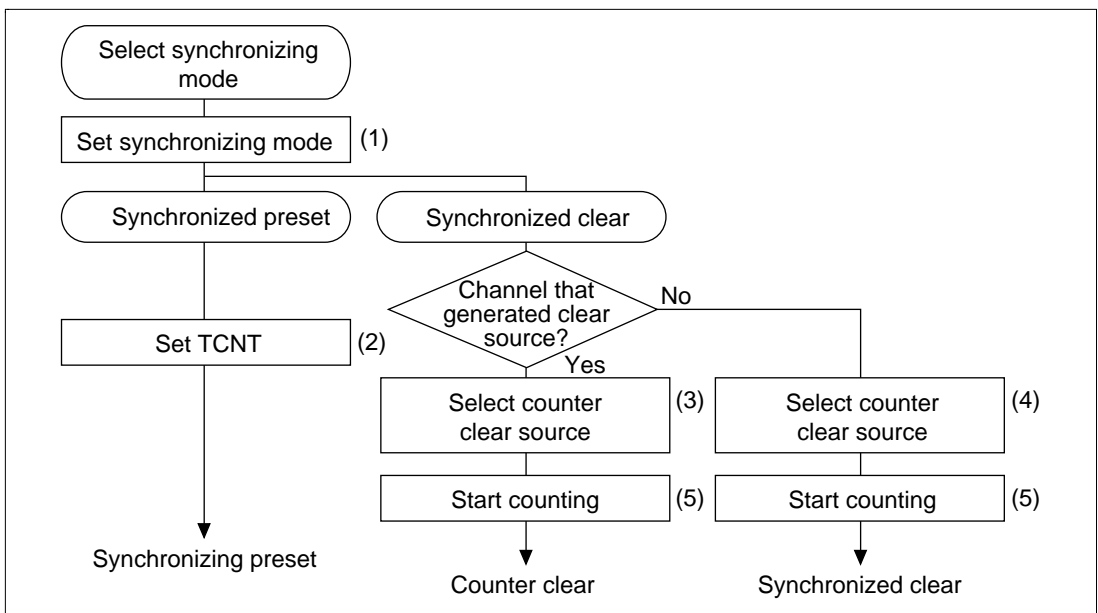 Select synchronizing
mode
Set synchronizing mode
(1)
Synchronized preset
Synchronized clear
Channel that
generated clear
source?
No
Yes
Set TCNT
(2)
Select counter
clear source
(3)
Select counter
clear source
(4)
Start counting
(5)
Start counting
(5)
Synchronizing preset
Counter clear
Synchronized clear